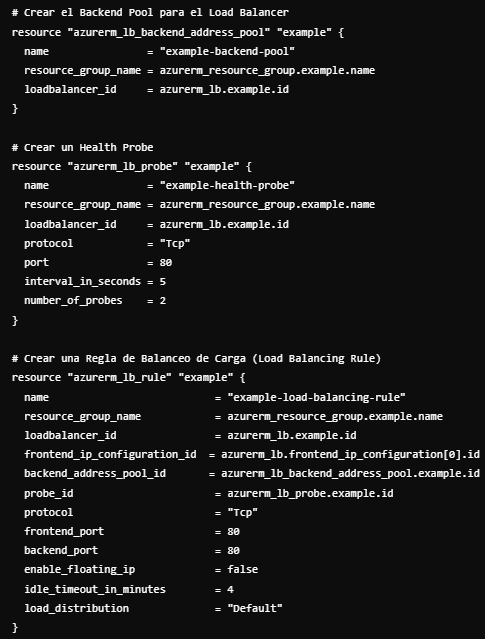 # Crear el Backend Pool para el Load Balancer
resource "azurerm_lb_backend_address_pool" "example" {
  name                = "example-backend-pool"
  resource_group_name = azurerm_resource_group.example.name
  loadbalancer_id     = azurerm_lb.example.id
}

# Crear un Health Probe
resource "azurerm_lb_probe" "example" {
  name                = "example-health-probe"
  resource_group_name = azurerm_resource_group.example.name
  loadbalancer_id     = azurerm_lb.example.id
  protocol            = "Tcp"
  port                = 80
  interval_in_seconds = 5
  number_of_probes    = 2
}

# Crear una Regla de Balanceo de Carga (Load Balancing Rule)
resource "azurerm_lb_rule" "example" {
  name                           = "example-load-balancing-rule"
  resource_group_name            = azurerm_resource_group.example.name
  loadbalancer_id                = azurerm_lb.example.id
  frontend_ip_configuration_id  = azurerm_lb.frontend_ip_configuration[0].id
  backend_address_pool_id       = azurerm_lb_backend_address_pool.example.id
  probe_id                       = azurerm_lb_probe.example.id
  protocol                       = "Tcp"
  frontend_port                  = 80
  backend_port                   = 80
  enable_floating_ip             = false
  idle_timeout_in_minutes        = 4
  load_distribution              = "Default"
}